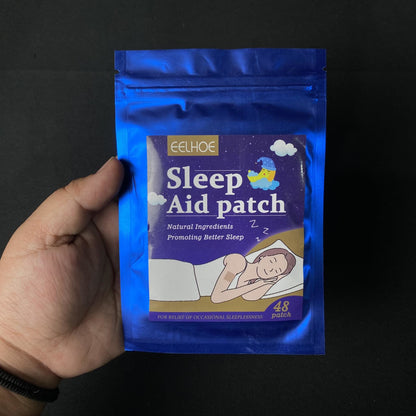 EELHOE
Sleep
Aid patch
Natural Ingredients
Promoting Better Sleep
z z z
48
patch
FOR RELIEF OF OCCASIONAL SLEEPLESSNESS